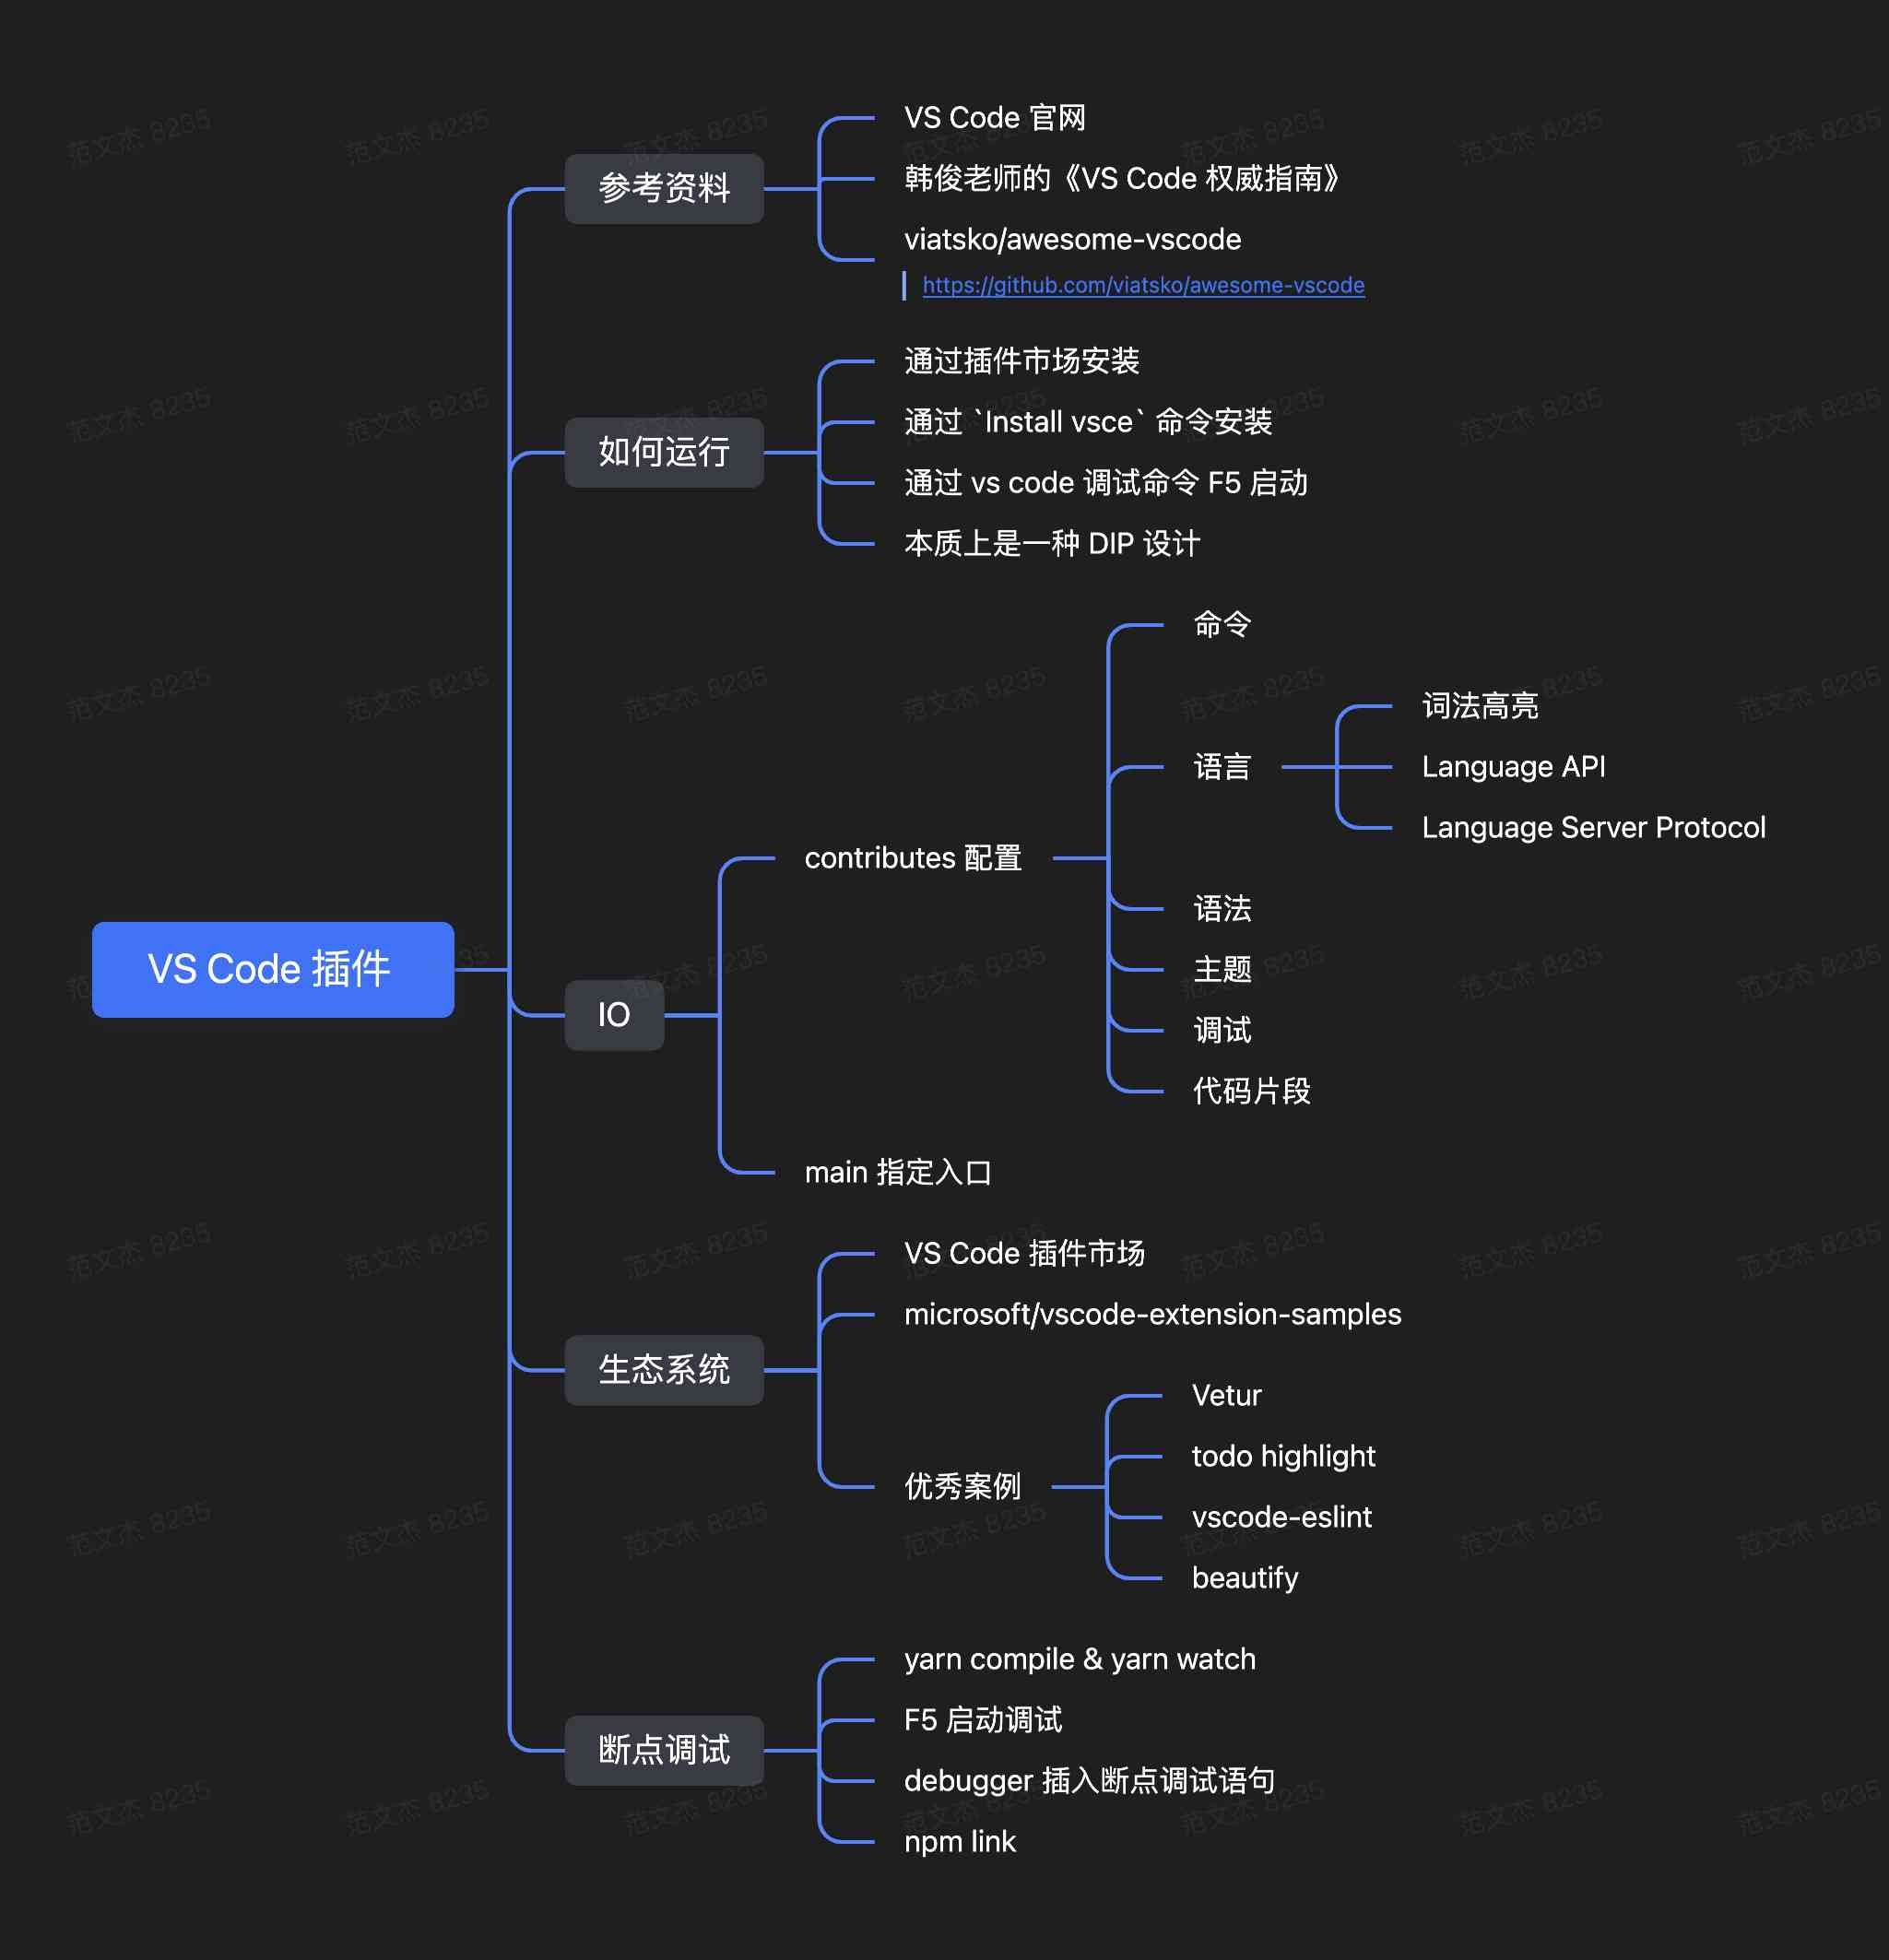 VS Code 插件
参考资料
VS Code 官网
韩俊老师的《VS Code 权威指南》
viatsko/awesome-vscode
https://github.com/viatsko/awesome-vscode
如何运行
通过插件市场安装
通过 `Install vsce` 命令安装
通过 vs code 调试命令 F5 启动
本质上是一种 DIP 设计
IO
contributes 配置
命令
语言
词法高亮
Language API
Language Server Protocol
语法
主题
调试
代码片段
main 指定入口
生态系统
VS Code 插件市场
microsoft/vscode-extension-samples
优秀案例
Vetur
todo highlight
vscode-eslint
beautify
断点调试
yarn compile & yarn watch
F5 启动调试
debugger 插入断点调试语句
npm link
范文杰 8235